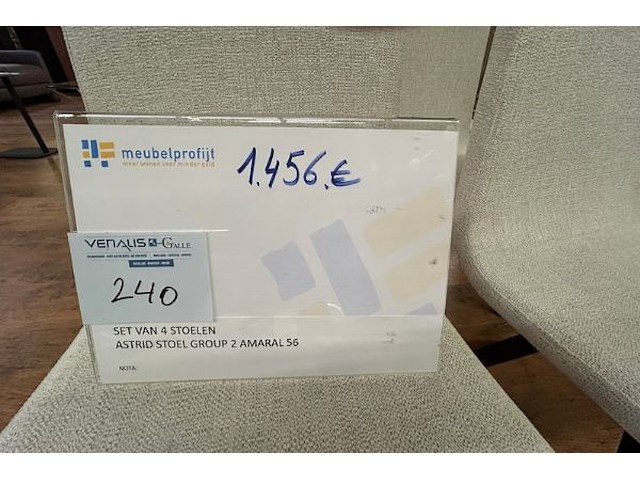 meubelprofijt
meer wonen voor minder geld
1.456.€
VENALIS GALLE
240
SET VAN 4 STOELEN
ASTRID STOEL GROUP 2 AMARAL 56
NOTA: